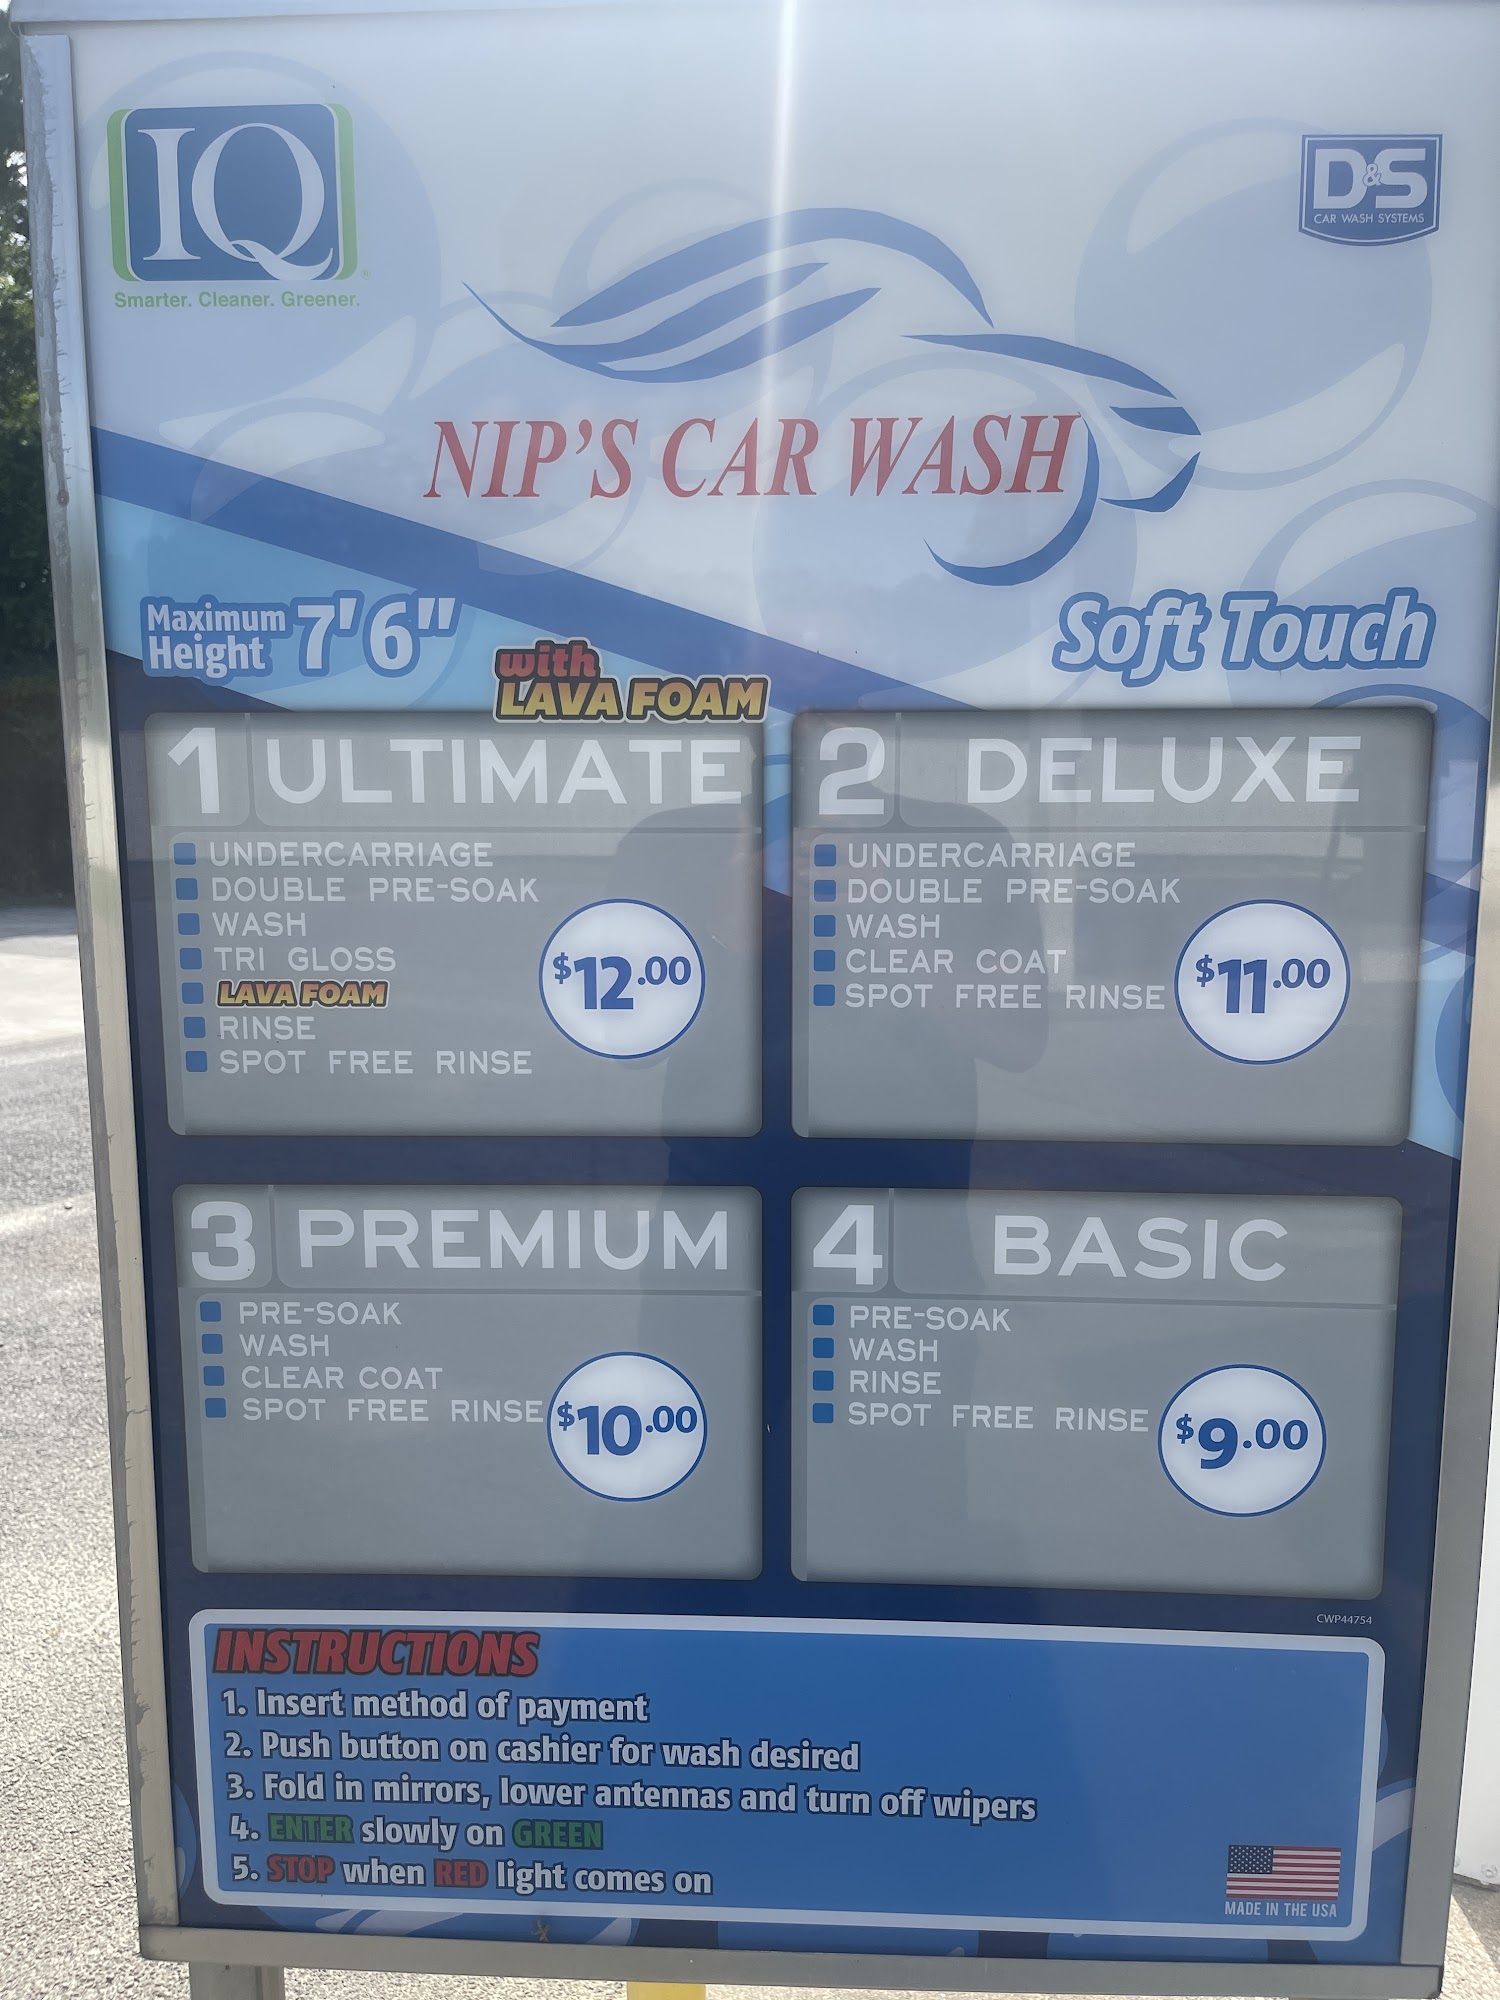 IQ
®
Smarter. Cleaner. Greener.
D&S
CAR WASH SYSTEMS
NIP'S CAR WASH
Maximum
Height 7' 6"
Soft Touch
with
LAVA FOAM
1 ULTIMATE
UNDERCARRIAGE
DOUBLE PRE-SOAK
WASH
TRI GLOSS
LAVA FOAM
RINSE
SPOT FREE RINSE
$12.00
2 DELUXE
UNDERCARRIAGE
DOUBLE PRE-SOAK
WASH
CLEAR COAT
SPOT FREE RINSE
$11.00
3 PREMIUM
PRE-SOAK
WASH
CLEAR COAT
SPOT FREE RINSE
$10.00
4 BASIC
PRE-SOAK
WASH
RINSE
SPOT FREE RINSE
$9.00
CWP44754
INSTRUCTIONS
1. Insert method of payment
2. Push button on cashier for wash desired
3. Fold in mirrors, lower antennas and turn off wipers
4. ENTER slowly on GREEN
5. STOP when RED light comes on
MADE IN THE USA